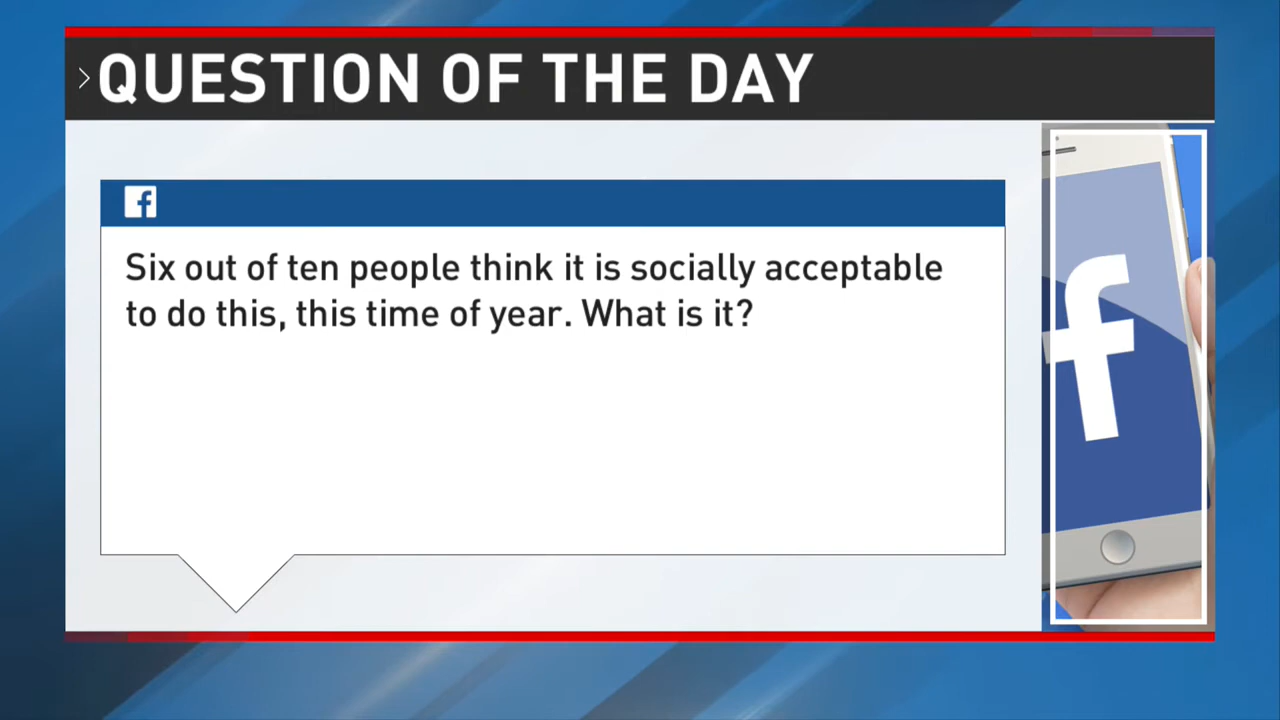 QUESTION OF THE DAY
f
Six out of ten people think it is socially acceptable
to do this, this time of year. What is it?
f